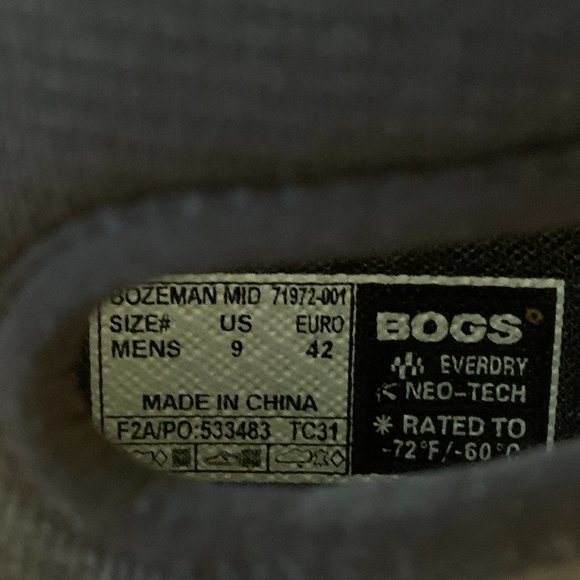 BOZEMAN MID 71972-001
SIZE# US EURO
MENS 9 42
MADE IN CHINA
F2A/PO:533483 TC31
BOGS
EVERDRY
NEO-TECH
RATED TO
-72°F/-60°C